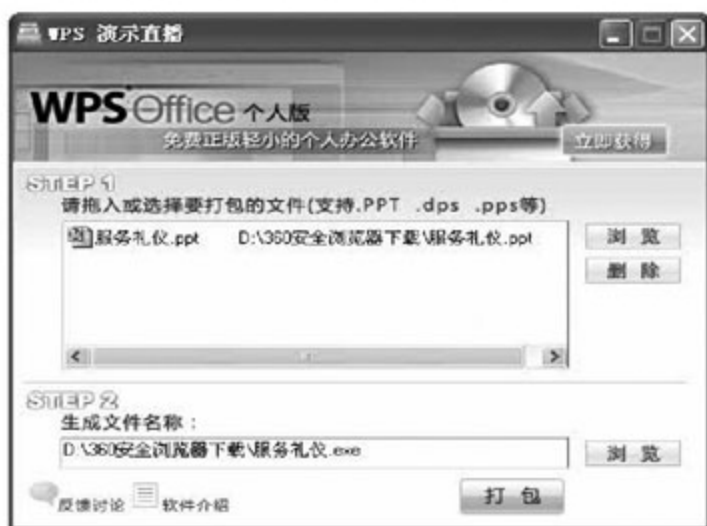 WPS 演示直播
WPS Office 个人版
免费正版轻小的个人办公软件
立即获得
STEP 1
请拖入或选择要打包的文件(支持.PPT .dps .pps等)
服务礼仪.ppt D:\360安全浏览器下载\服务礼仪.ppt
浏览
删除
STEP 2
生成文件名称：
D:\360安全浏览器下载\服务礼仪.exe
浏览
反馈讨论 软件介绍
打包